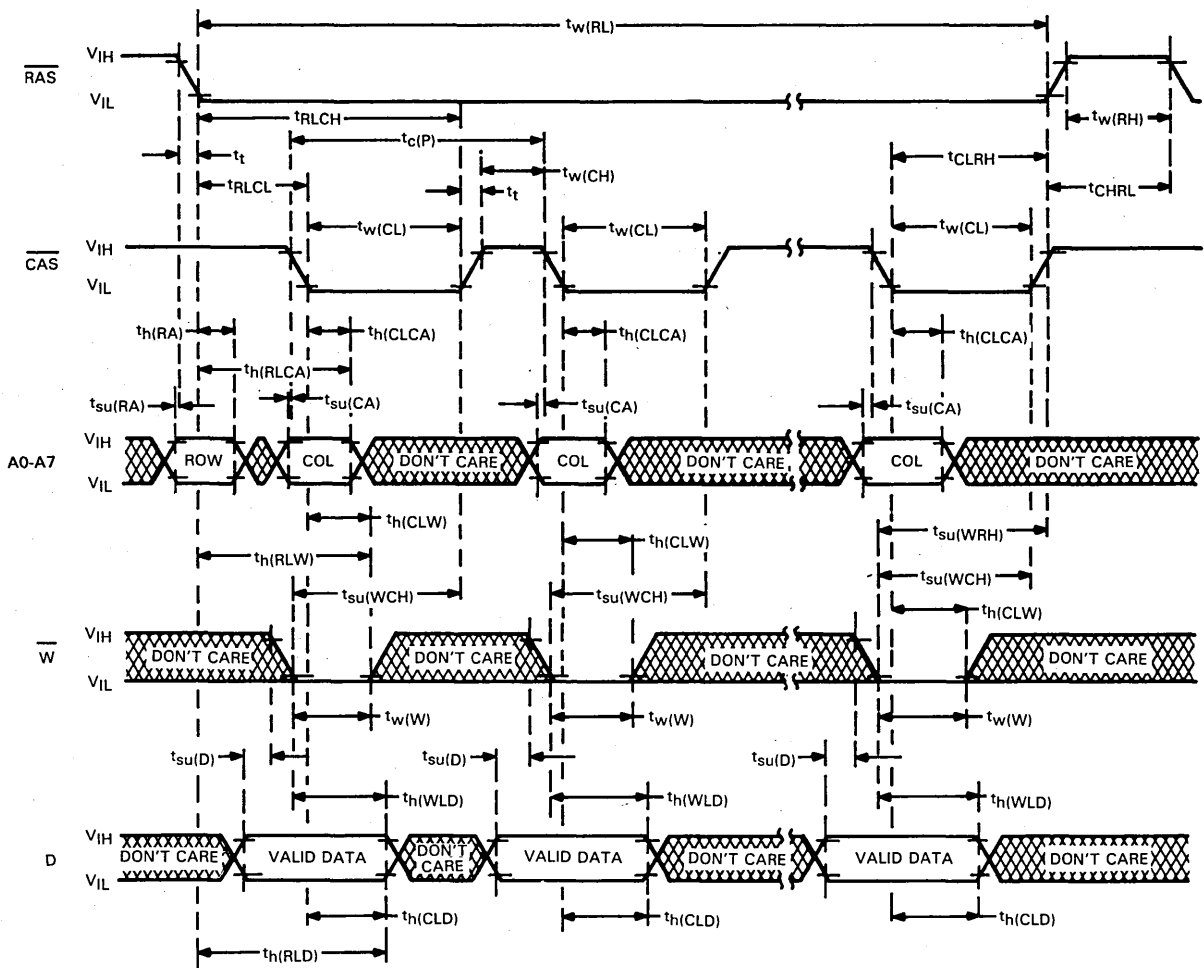 tw(RL)
VIH
RAS
VIL
tRLCH
tw(RH)
tc(P)
tt
tCLRH
tw(CH)
tRLCL
tt
tCHRL
tw(CL) tw(CL) tw(CL)
VIH
CAS
VIL
th(RA) th(CLCA) th(CLCA) th(CLCA)
th(RLCA)
tsu(RA) tsu(CA) tsu(CA) tsu(CA)
VIH
A0-A7 ROW COL DON'T CARE COL DON'T CARE COL DON'T CARE
VIL
th(CLW)
tsu(WRH)
th(CLW)
th(RLW)
tsu(WCH) tsu(WCH) tsu(WCH)
th(CLW)
VIH
W DON'T CARE DON'T CARE DON'T CARE DON'T CARE
VIL
tw(W) tw(W) tw(W)
tsu(D) tsu(D) tsu(D)
th(WLD) th(WLD) th(WLD)
VIH
D DON'T CARE VALID DATA DON'T CARE VALID DATA DON'T CARE VALID DATA DON'T CARE
VIL
th(CLD) th(CLD) th(CLD)
th(RLD)